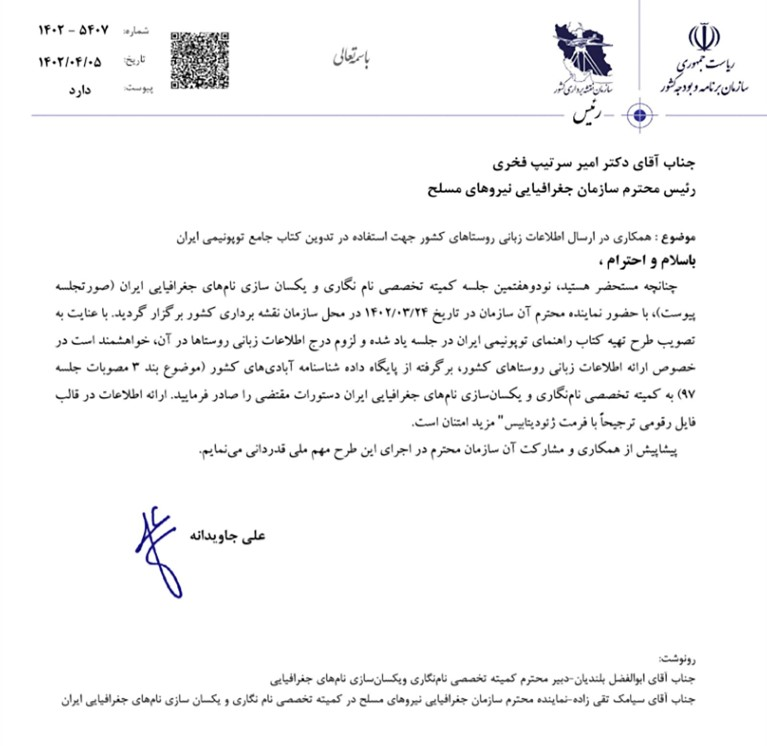 ریاست جمهوری
سازمان برنامه و بودجه کشور
سازمان نقشه برداری کشور
رئیس
باسمه‌تعالی
شماره: ۵۴۰۷ - ۱۴۰۲
تاریخ: ۱۴۰۲/۰۴/۰۵
پیوست: دارد
جناب آقای دکتر امیر سرتیپ فخری
رئیس محترم سازمان جغرافیایی نیروهای مسلح
موضوع : همکاری در ارسال اطلاعات زبانی روستاهای کشور جهت استفاده در تدوین کتاب جامع توپونیمی ایران
باسلام و احترام ،
چنانچه مستحضر هستید، نودوهفتمین جلسه کمیته تخصصی نام نگاری و یکسان سازی نام‌های جغرافیایی ایران (صورتجلسه
پیوست)، با حضور نماینده محترم آن سازمان در تاریخ ۱۴۰۲/۰۳/۲۴ در محل سازمان نقشه برداری کشور برگزار گردید. با عنایت به
تصویب طرح تهیه کتاب راهنمای توپونیمی ایران در جلسه یاد شده و لزوم درج اطلاعات زبانی روستاها در آن، خواهشمند است در
خصوص ارائه اطلاعات زبانی روستاهای کشور، برگرفته از پایگاه داده شناسنامه آبادی‌های کشور (موضوع بند ۳ مصوبات جلسه
۹۷) به کمیته تخصصی نام‌نگاری و یکسان‌سازی نام‌های جغرافیایی ایران دستورات مقتضی را صادر فرمایید. ارائه اطلاعات در قالب
فایل رقومی ترجیحاً با فرمت ژئودیتابیس" مزید امتنان است.
پیشاپیش از همکاری و مشارکت آن سازمان محترم در اجرای این طرح مهم ملی قدردانی می‌نمایم.
علی جاویدانه
رونوشت:
جناب آقای ابوالفضل بلندیان-دبیر محترم کمیته تخصصی نام‌نگاری ویکسان‌سازی نام‌های جغرافیایی
جناب آقای سیامک تقی زاده-نماینده محترم سازمان جغرافیایی نیروهای مسلح در کمیته تخصصی نام نگاری و یکسان سازی نام‌های جغرافیایی ایران